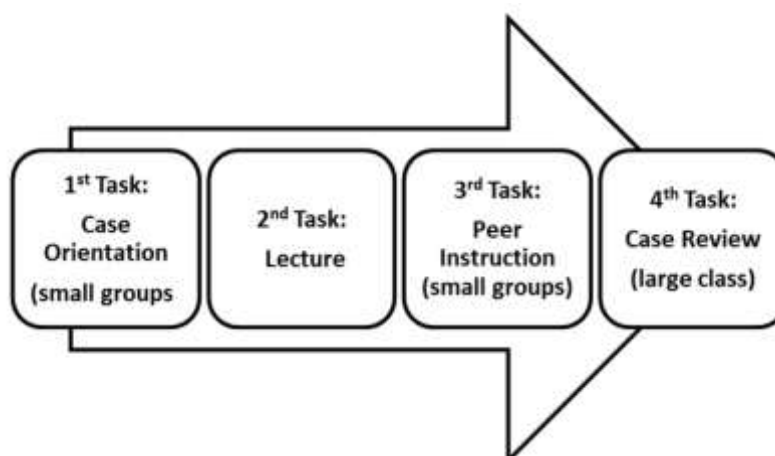 1st Task:
Case
Orientation
(small groups
2nd Task:
Lecture
3rd Task:
Peer
Instruction
(small groups)
4th Task:
Case Review
(large class)